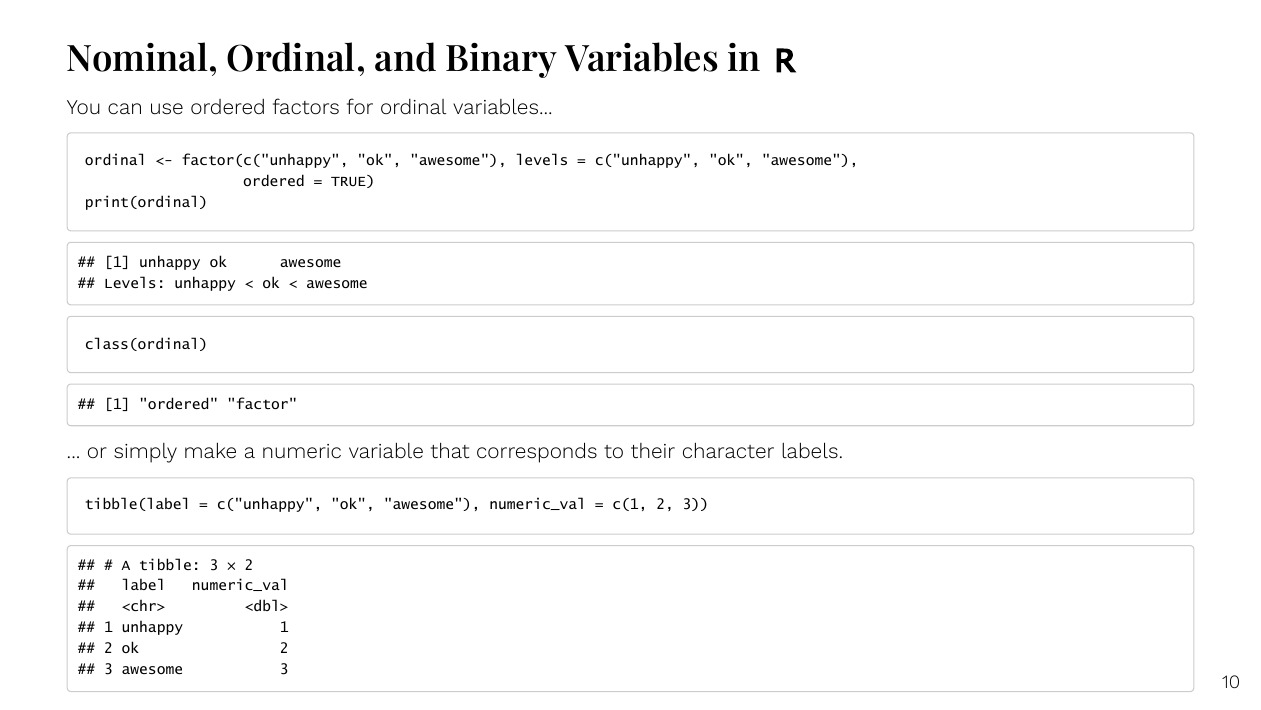 Nominal, Ordinal, and Binary Variables in R
You can use ordered factors for ordinal variables...
ordinal <- factor(c("unhappy", "ok", "awesome"), levels = c("unhappy", "ok", "awesome"),
                  ordered = TRUE)
print(ordinal)
## [1] unhappy ok      awesome
## Levels: unhappy < ok < awesome
class(ordinal)
## [1] "ordered" "factor"
... or simply make a numeric variable that corresponds to their character labels.
tibble(label = c("unhappy", "ok", "awesome"), numeric_val = c(1, 2, 3))
## # A tibble: 3 × 2
##   label   numeric_val
##   <chr>         <dbl>
## 1 unhappy           1
## 2 ok                2
## 3 awesome           3
10